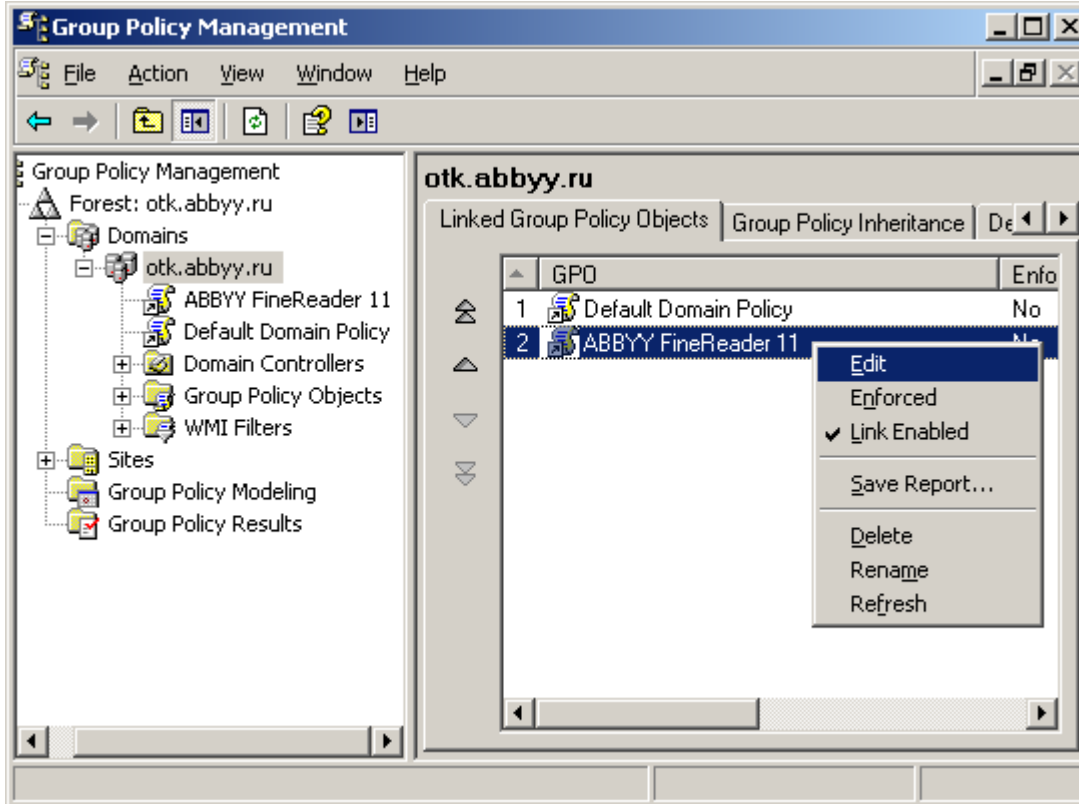 Group Policy Management
File Action View Window Help
Group Policy Management
Forest: otk.abbyy.ru
Domains
otk.abbyy.ru
ABBYY FineReader 11
Default Domain Policy
Domain Controllers
Group Policy Objects
WMI Filters
Sites
Group Policy Modeling
Group Policy Results
otk.abbyy.ru
Linked Group Policy Objects Group Policy Inheritance De
GPO Enfo
1 Default Domain Policy No
2 ABBYY FineReader 11 No
Edit
Enforced
Link Enabled
Save Report...
Delete
Rename
Refresh